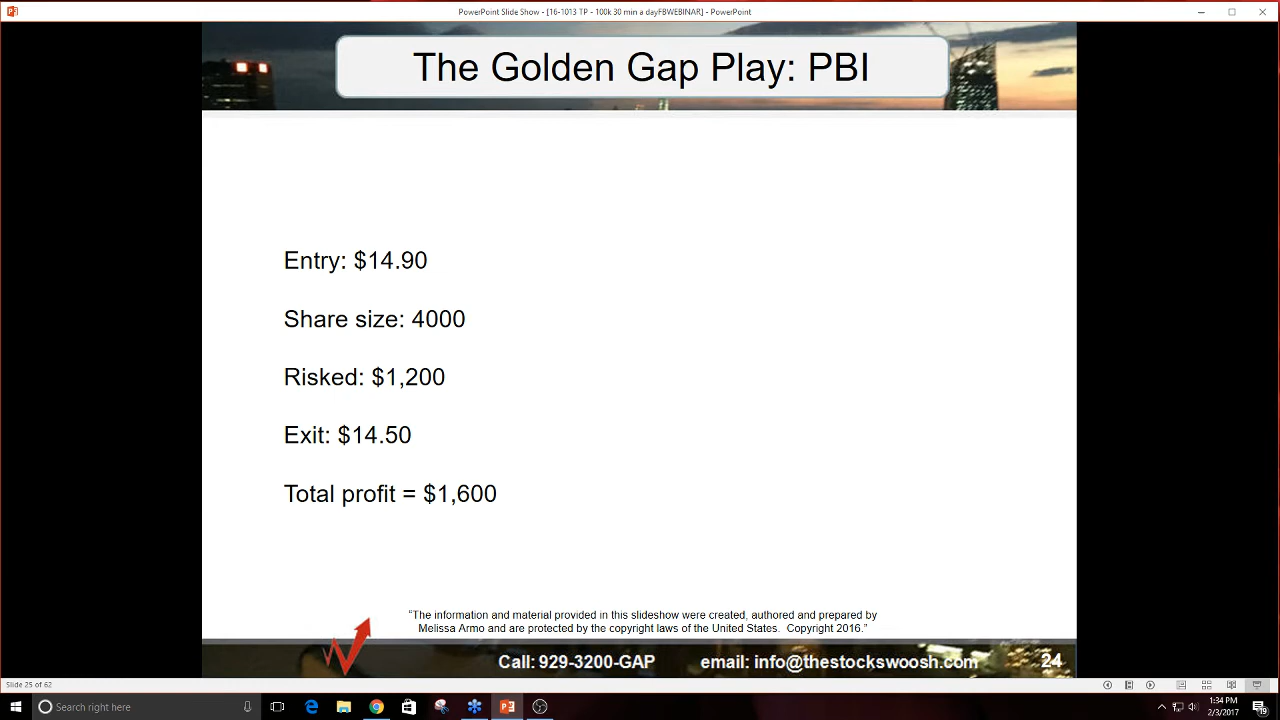 PowerPoint Slide Show - [16-1013 TP - 100k 30 min a dayFBWEBINAR] - PowerPoint
The Golden Gap Play: PBI
Entry: $14.90
Share size: 4000
Risked: $1,200
Exit: $14.50
Total profit = $1,600
“The information and material provided in this slideshow were created, authored and prepared by
Melissa Armo and are protected by the copyright laws of the United States. Copyright 2016.”
Call: 929-3200-GAP email: info@thestockswoosh.com 24
Slide 25 of 62
Search right here
1:34 PM
2/3/2017